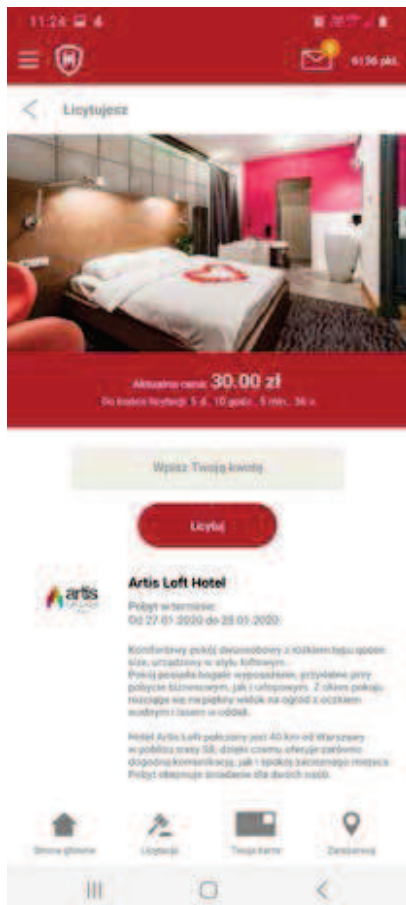 11:24
6136 pkt.
Licytujesz
Aktualna cena: 30.00 zł
Do końca licytacji: 5 d., 10 godz., 5 min., 36 s.
Wpisz Twoją kwotę
Licytuj
artis
Artis Loft Hotel
Pobyt w terminie:
Od 27-01-2020 do 28-01-2020
Komfortowy pokój dwuosobowy z łóżkiem typu queen
size, urządzony w stylu loftowym.
Pokój posiada bogate wyposażenie, przydatne przy
pobycie biznesowym, jak i urlopowym. Z okien pokoju
rozciąga się na piękny widok na ogród z oczkiem
wodnym i lasem w oddali.
Hotel Artis Loft położony jest 40 km od Warszawy
w pobliżu trasy S8, dzięki czemu oferuje zarówno
dogodną komunikację, jak i spokój zacisznego miejsca.
Pobyt obejmuje śniadanie dla dwóch osób.
Strona główna
Licytacje
Twoja karta
Zarezerwuj